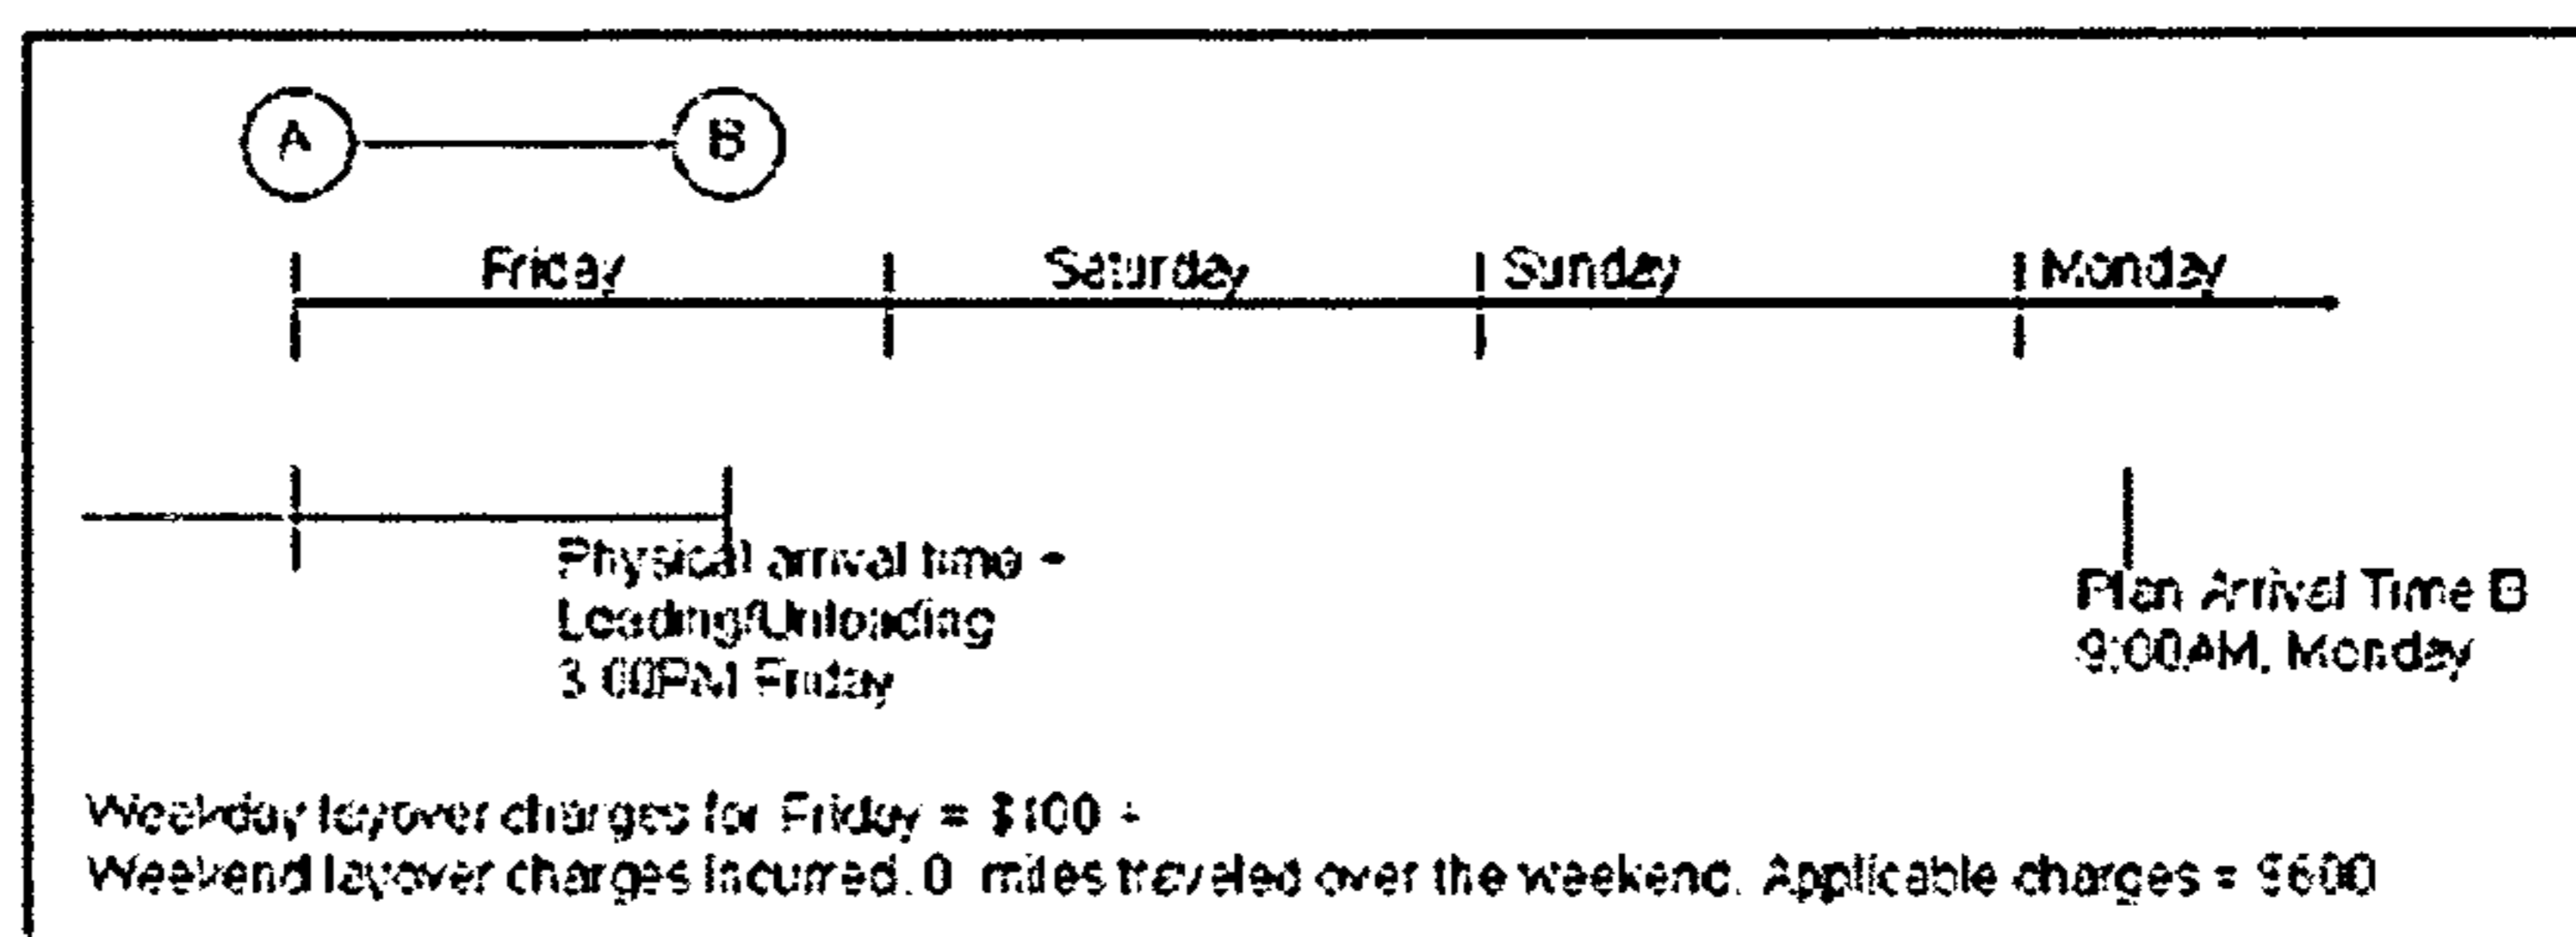 A
B
Friday
Saturday
Sunday
Monday
Physical arrival time -
Loading/Unloading
3:00PM Friday
Plan Arrival Time B
9:00AM, Monday
Weekday layover charges for Friday = $100 +
Weekend layover charges incurred. 0 miles traveled over the weekend. Applicable charges = $600